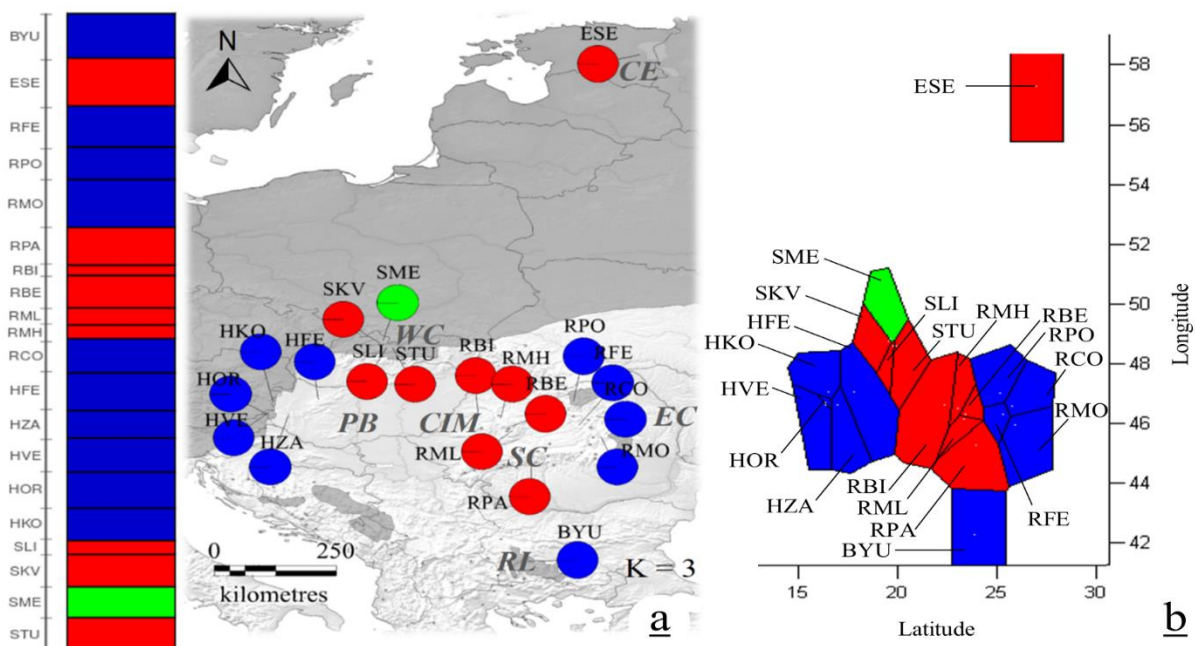 BYU
ESE
RFE
RPO
RMO
RPA
RBI
RBE
RML
RMH
RCO
HFE
HZA
HVE
HOR
HKO
SLI
SKV
SME
STU
N
ESE
CE
SME
SKV
WC
HKO
HFE
SLI
STU
RBI
RMH
RPO
RFE
HOR
RBE
RCO
HVE
PB
CIM
EC
HZA
RML
SC
RMO
RPA
BYU
RL
K = 3
0 250
kilometres
a
ESE
58
56
54
52
SME
50
SKV
SLI
RMH
RBE
HFE
STU
RPO
HKO
RCO
48
HVE
RMO
46
HOR
HZA
RBI
RML
RPA
RFE
44
BYU
42
Longitude
15 20 25 30
Latitude
b